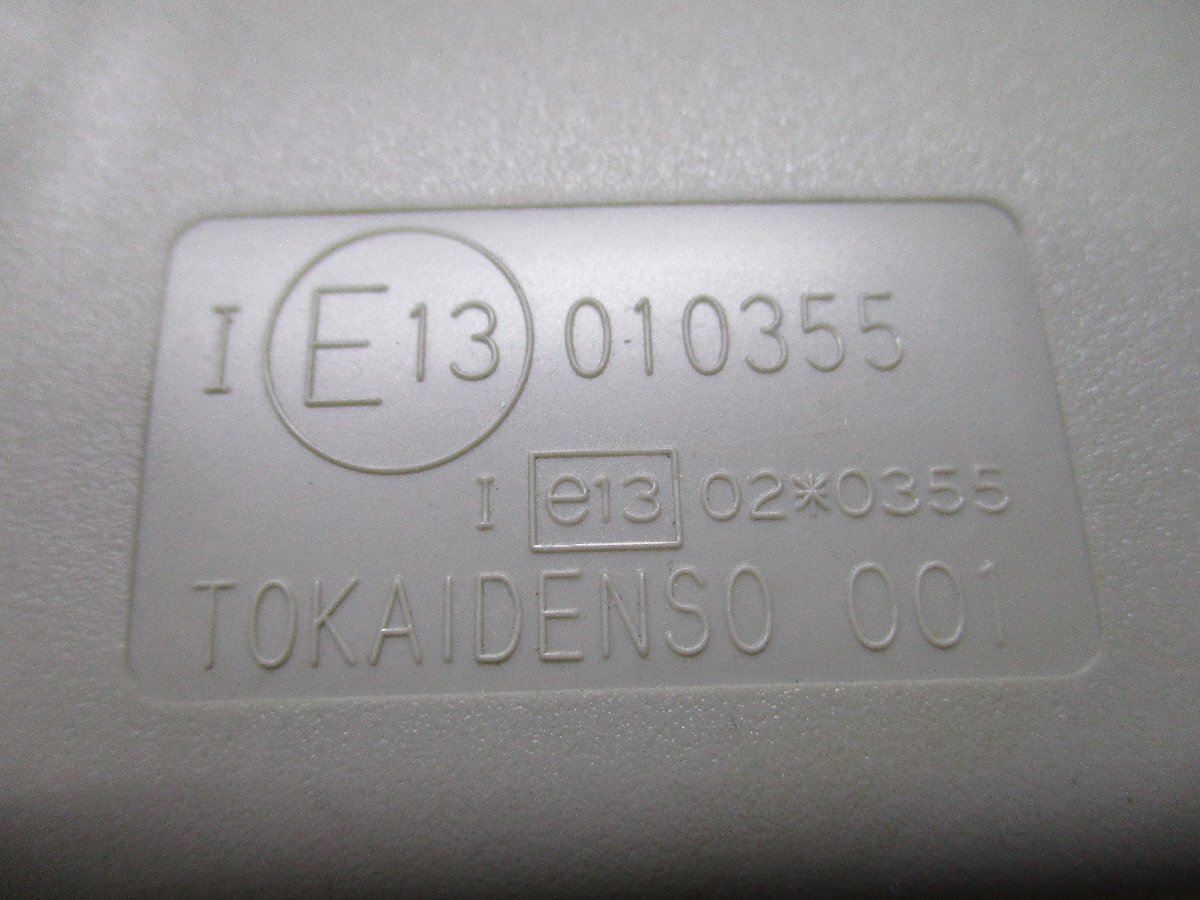 I E13 010355
I e13 02*0355
TOKAIDENSO 001